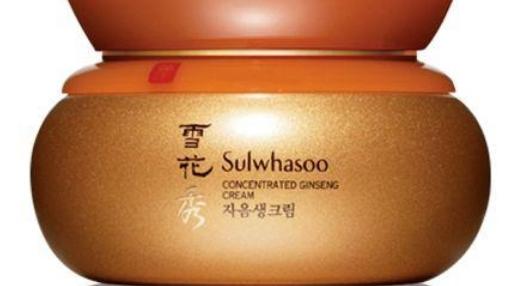 雪花秀
Sulwhasoo
CONCENTRATED GINSENG
CREAM
자음생크림